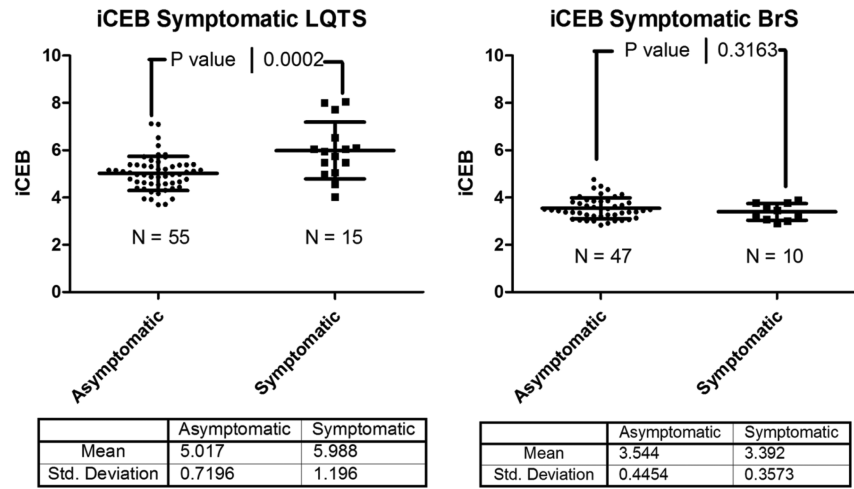 iCEB Symptomatic LQTS
P value | 0.0002
10
8
6
4
2
0
iCEB
N = 55
N = 15
Asymptomatic
Symptomatic
Asymptomatic Symptomatic
Mean 5.017 5.988
Std. Deviation 0.7196 1.196
iCEB Symptomatic BrS
P value | 0.3163
10
8
6
4
2
0
iCEB
N = 47
N = 10
Asymptomatic
Symptomatic
Asymptomatic Symptomatic
Mean 3.544 3.392
Std. Deviation 0.4454 0.3573